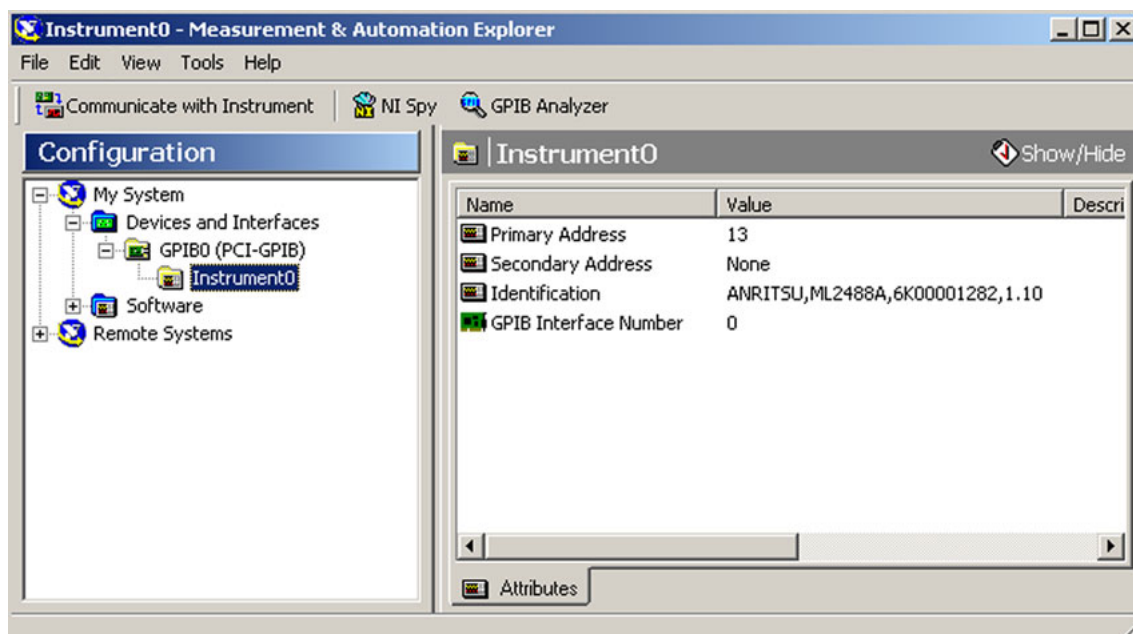 Instrument0 - Measurement & Automation Explorer
File Edit View Tools Help
Communicate with Instrument NI Spy GPIB Analyzer
Configuration
My System
Devices and Interfaces
GPIB0 (PCI-GPIB)
Instrument0
Software
Remote Systems
Instrument0 Show/Hide
Name Value Descri
Primary Address 13
Secondary Address None
Identification ANRITSU,ML2488A,6K00001282,1.10
GPIB Interface Number 0
Attributes